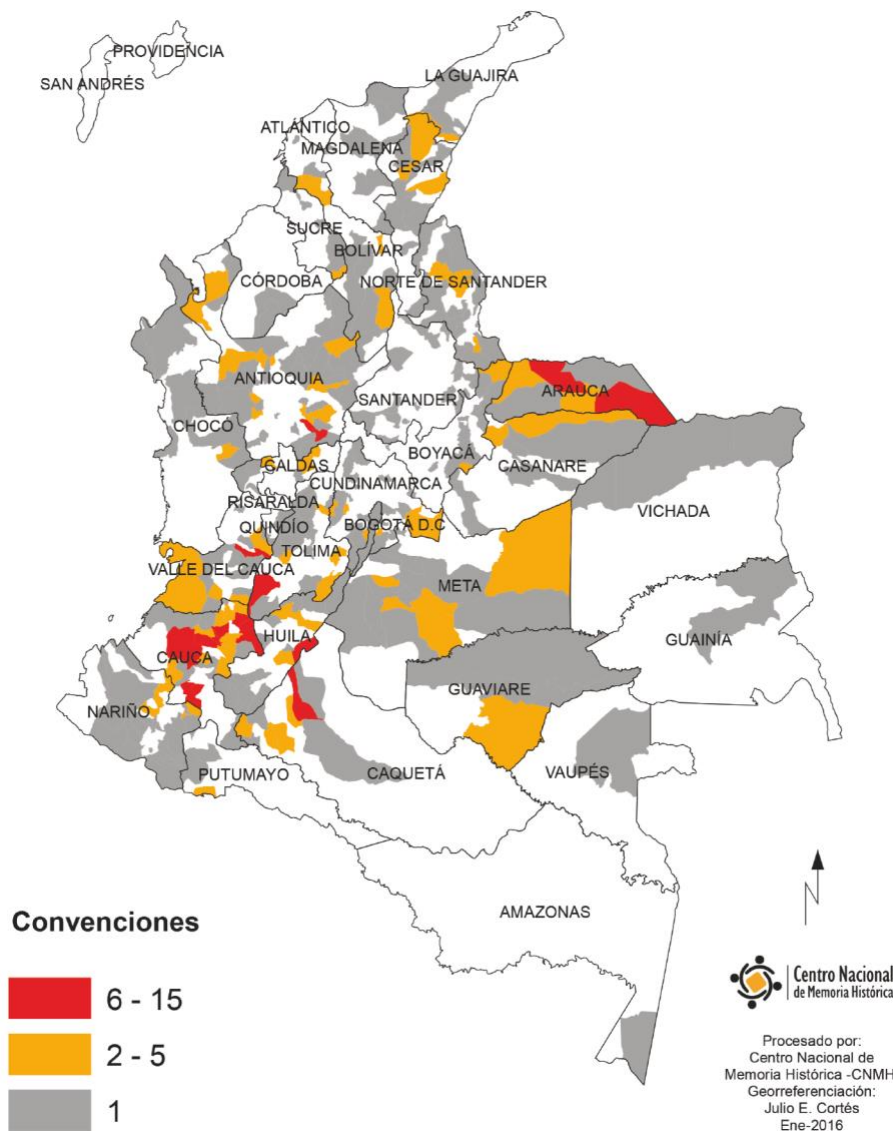 PROVIDENCIA
SAN ANDRÉS
LA GUAJIRA
ATLÁNTICO
MAGDALENA
CESAR
SUCRE
BOLÍVAR
CÓRDOBA
NORTE DE SANTANDER
ANTIOQUIA
ARAUCA
SANTANDER
CHOCÓ
BOYACÁ
CALDAS
CASANARE
CUNDINAMARCA
RISARALDA
VICHADA
QUINDÍO
BOGOTÁ D.C
TOLIMA
VALLE DEL CAUCA
META
HUILA
GUAINÍA
CAUCA
GUAVIARE
NARIÑO
PUTUMAYO
CAQUETÁ
VAUPÉS
AMAZONAS
Convenciones
6 - 15
2 - 5
1
Centro Nacional
de Memoria Histórica
Procesado por:
Centro Nacional de
Memoria Histórica -CNMH
Georreferenciación:
Julio E. Cortés
Ene-2016